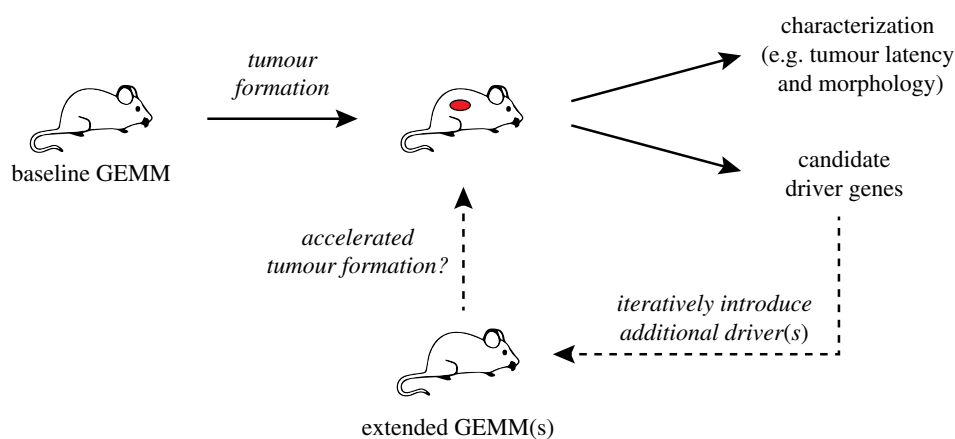 characterization
(e.g. tumour latency
and morphology)
tumour
formation
baseline GEMM
candidate
driver genes
accelerated
tumour formation?
iteratively introduce
additional driver(s)
extended GEMM(s)